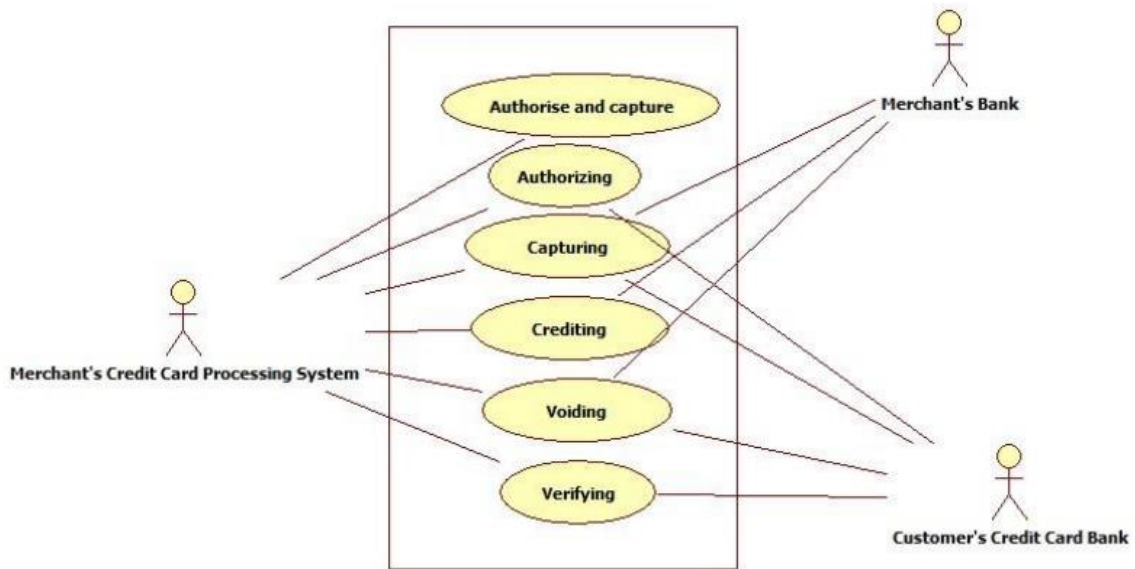 Authorise and capture
Merchant's Bank
Authorizing
Capturing
Crediting
Merchant's Credit Card Processing System
Voiding
Verifying
Customer's Credit Card Bank